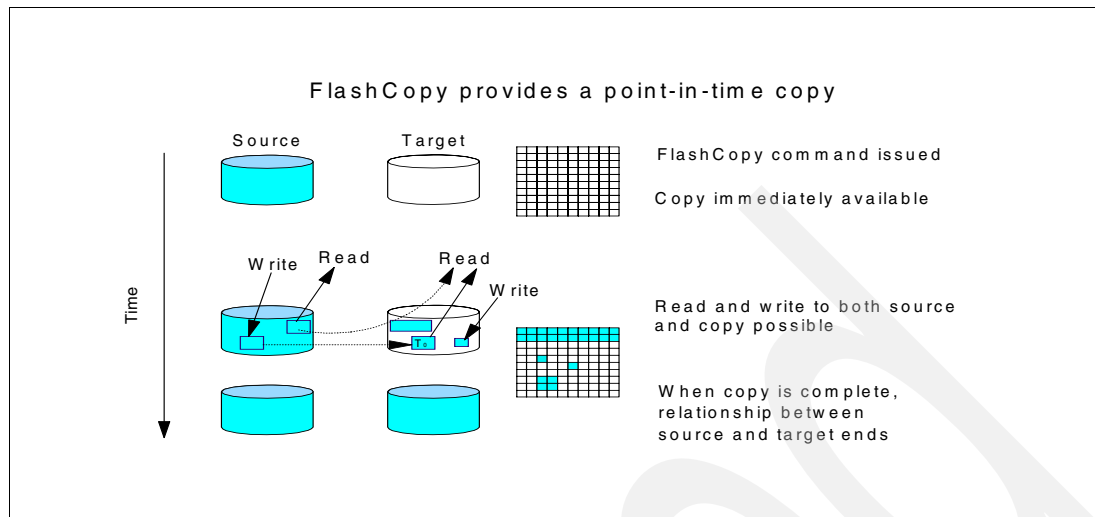 FlashCopy provides a point-in-time copy
Source
Target
FlashCopy command issued
Copy immediately available
Time
Write
Read
Read
Write
T0
Read and write to both source
and copy possible
When copy is complete,
relationship between
source and target ends